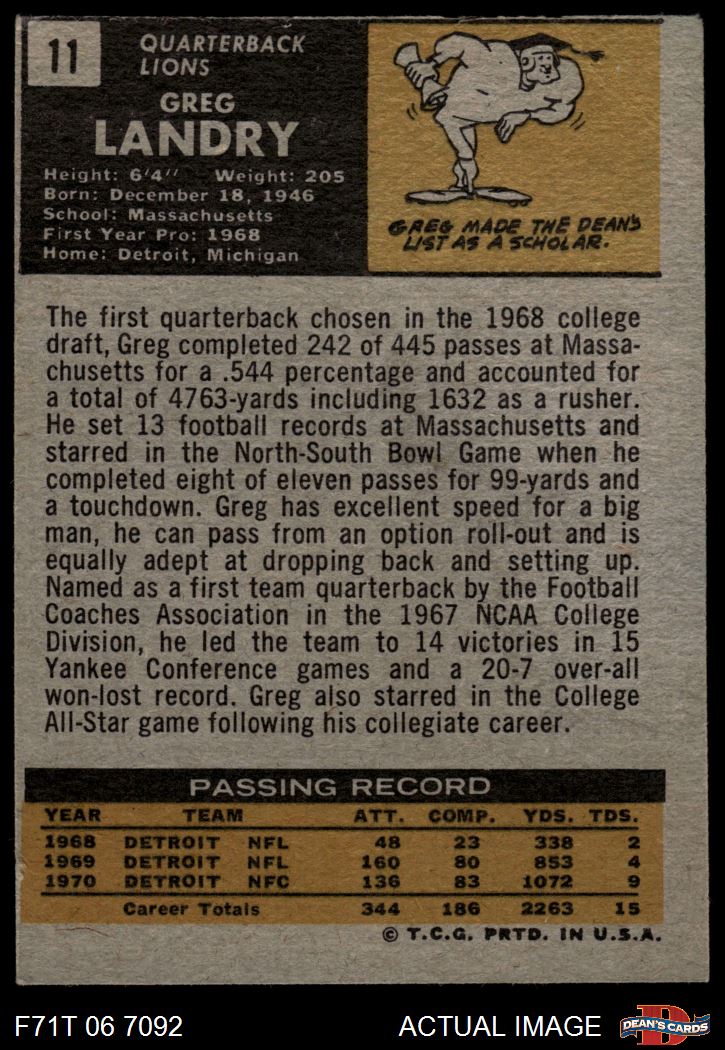 11
QUARTERBACK
LIONS
GREG
LANDRY
Height: 6'4" Weight: 205
Born: December 18, 1946
School: Massachusetts
First Year Pro: 1968
Home: Detroit, Michigan
GREG MADE THE DEAN'S
LIST AS A SCHOLAR.
The first quarterback chosen in the 1968 college
draft, Greg completed 242 of 445 passes at Massa-
chusetts for a .544 percentage and accounted for
a total of 4763-yards including 1632 as a rusher.
He set 13 football records at Massachusetts and
starred in the North-South Bowl Game when he
completed eight of eleven passes for 99-yards and
a touchdown. Greg has excellent speed for a big
man, he can pass from an option roll-out and is
equally adept at dropping back and setting up.
Named as a first team quarterback by the Football
Coaches Association in the 1967 NCAA College
Division, he led the team to 14 victories in 15
Yankee Conference games and a 20-7 over-all
won-lost record. Greg also starred in the College
All-Star game following his collegiate career.
PASSING RECORD
YEAR TEAM ATT. COMP. YDS. TDS.
1968 DETROIT NFL 48 23 338 2
1969 DETROIT NFL 160 80 853 4
1970 DETROIT NFC 136 83 1072 9
Career Totals 344 186 2263 15
© T.C.G. PRTD. IN U.S.A.
F71T 06 7092 ACTUAL IMAGE D DEAN'S CARDS